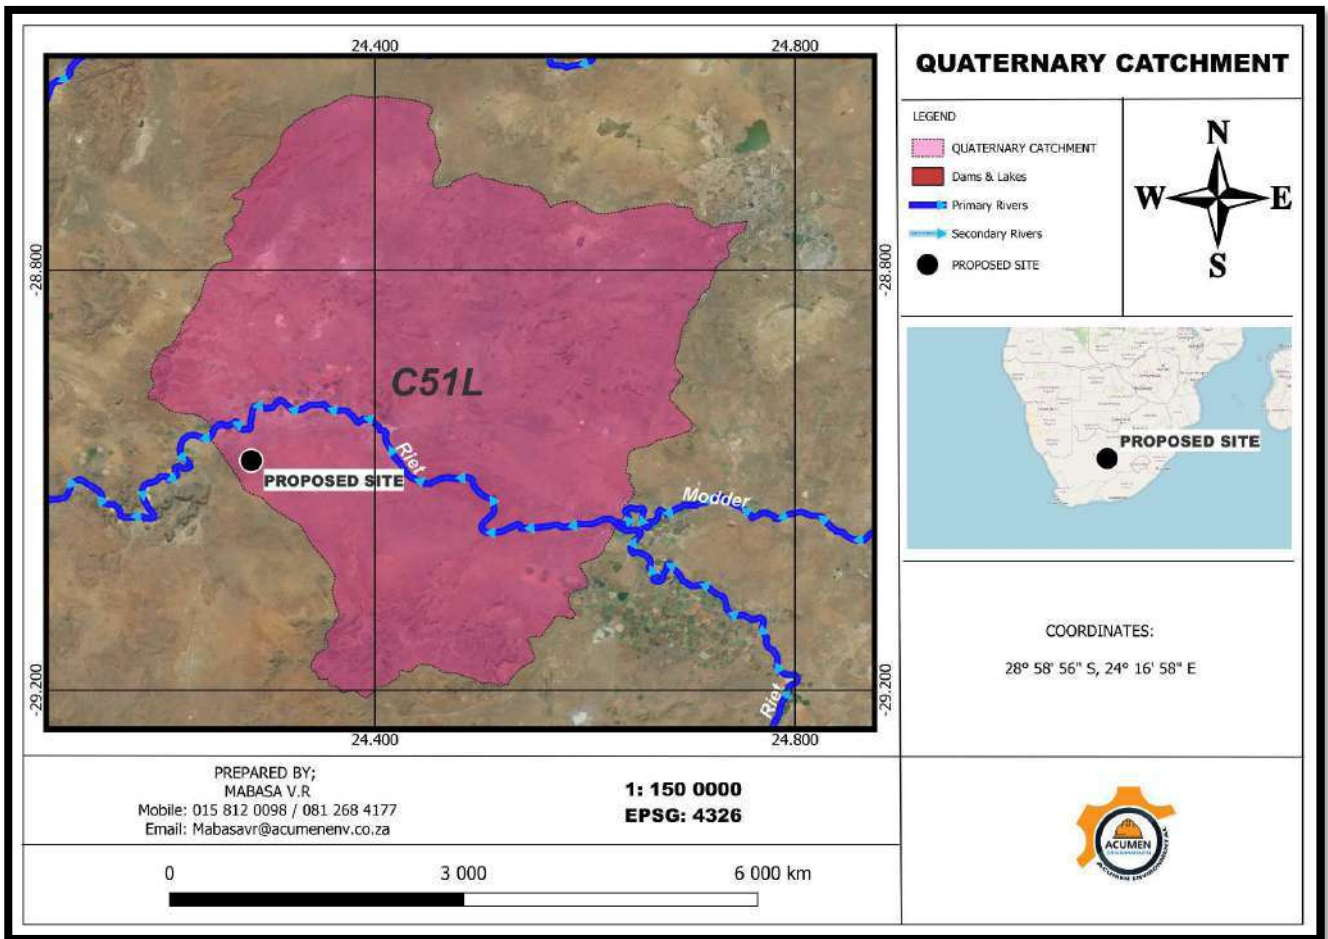 QUATERNARY CATCHMENT
LEGEND
QUATERNARY CATCHMENT
Dams & Lakes
Primary Rivers
Secondary Rivers
PROPOSED SITE
N
W
E
S
24.400
24.800
-28.800
-28.800
C51L
Riet
PROPOSED SITE
Modder
Riet
-29.200
-29.200
24.400
24.800
PROPOSED SITE
COORDINATES:
28° 58' 56" S, 24° 16' 58" E
PREPARED BY;
MABASA V.R
Mobile: 015 812 0098 / 081 268 4177
Email: Mabasavr@acumenenv.co.za
1: 150 0000
EPSG: 4326
0
3 000
6 000 km
ACUMEN
ACUMEN ENVIRONMENTAL